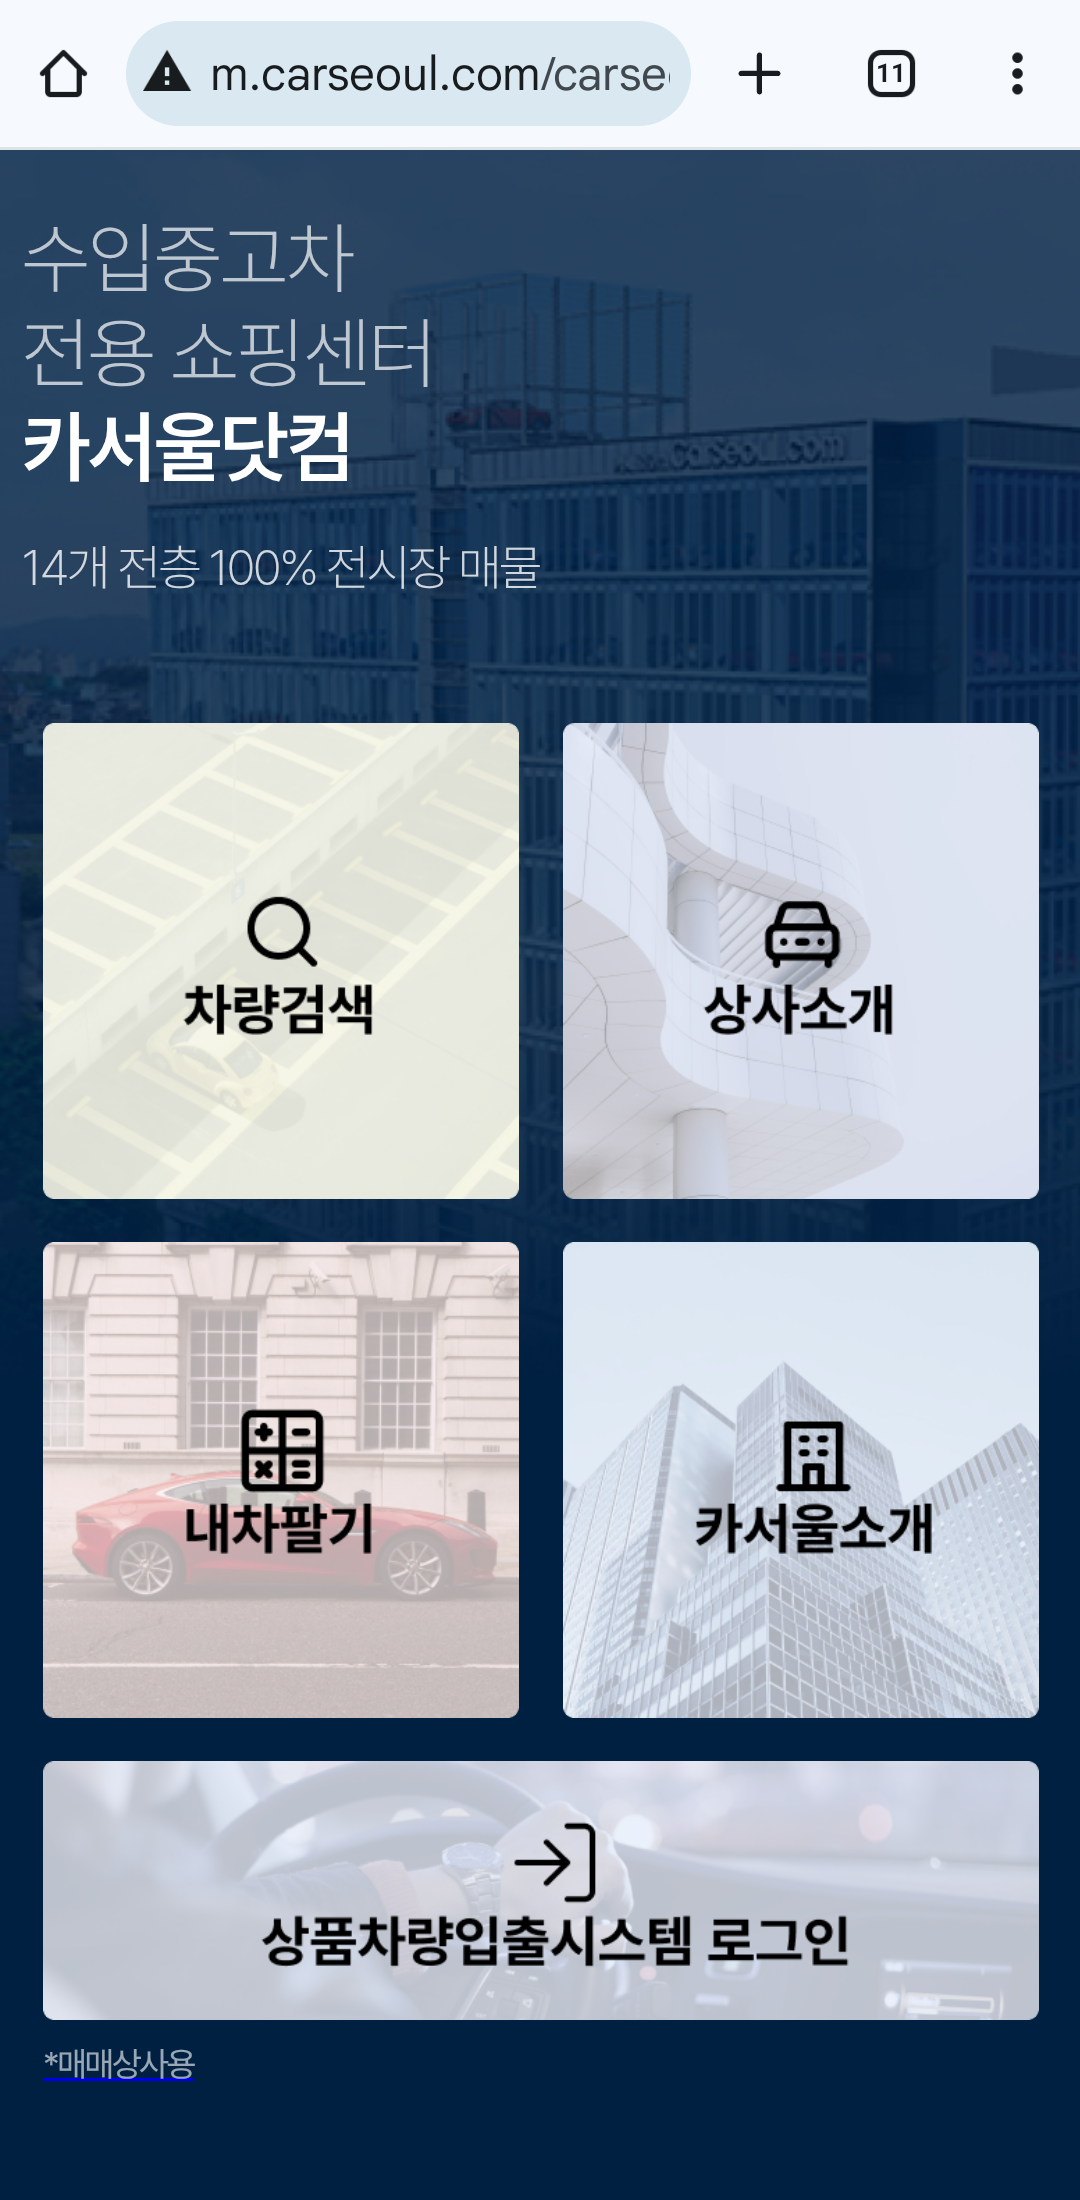 m.carseoul.com/carse
11
수입중고차
전용 쇼핑센터
카서울닷컴
14개 전층 100% 전시장 매물
Carseoul.com
차량검색
상사소개
내차팔기
카서울소개
상품차량입출시스템 로그인
*매매상사용